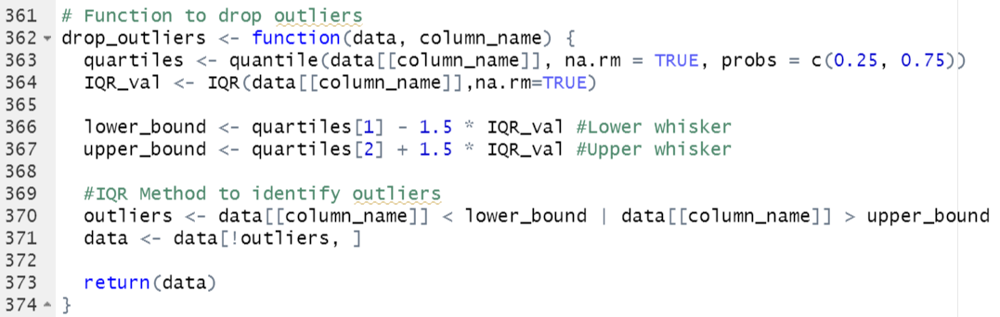 361 # Function to drop outliers
362 drop_outliers <- function(data, column_name) {
363   quartiles <- quantile(data[[column_name]], na.rm = TRUE, probs = c(0.25, 0.75))
364   IQR_val <- IQR(data[[column_name]],na.rm=TRUE)
365
366   lower_bound <- quartiles[1] - 1.5 * IQR_val #Lower whisker
367   upper_bound <- quartiles[2] + 1.5 * IQR_val #Upper whisker
368
369   #IQR Method to identify outliers
370   outliers <- data[[column_name]] < lower_bound | data[[column_name]] > upper_bound
371   data <- data[!outliers, ]
372
373   return(data)
374 }